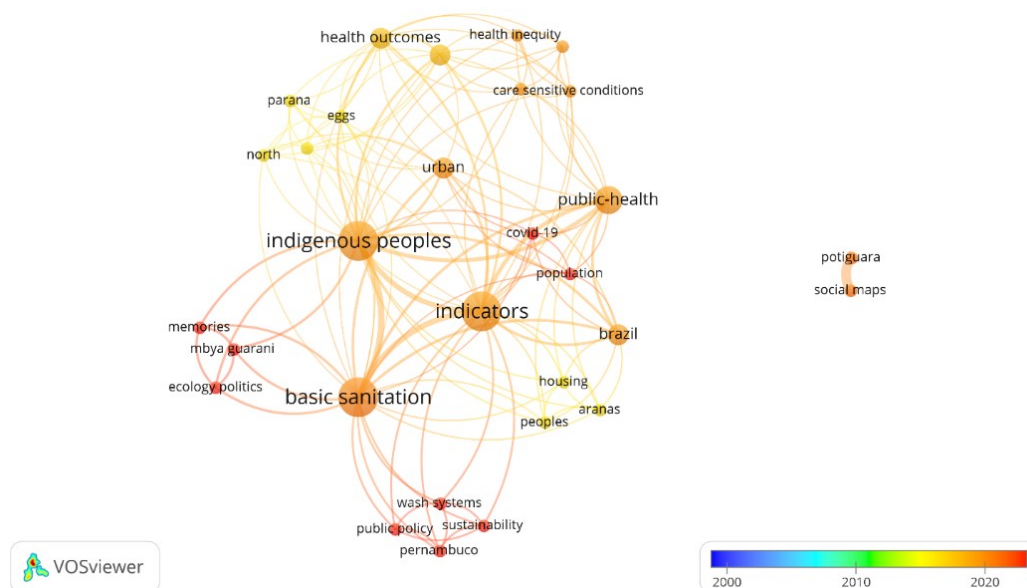 health outcomes
health inequity
care sensitive conditions
parana
eggs
north
urban
public-health
indigenous peoples
covid-19
population
potiguara
social maps
indicators
memories
mbya guarani
brazil
ecology politics
housing
basic sanitation
aranas
peoples
wash systems
public policy
sustainability
pernambuco
VOSviewer
2000
2010
2020